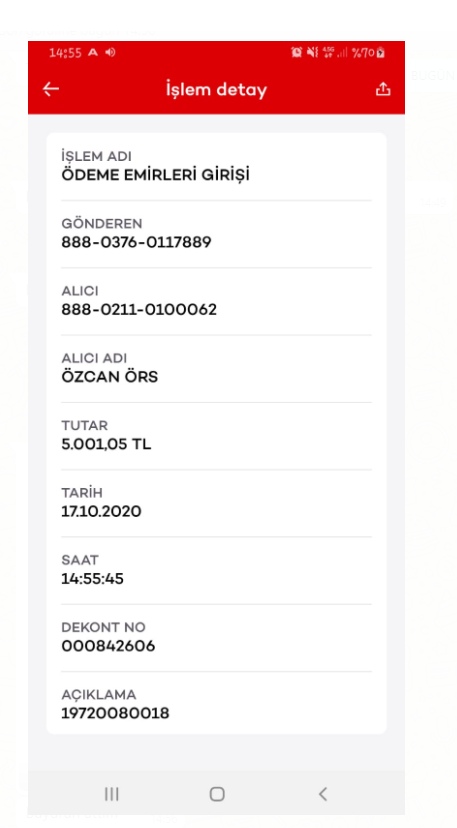 14:55 A
4.5G %70
İşlem detay
İŞLEM ADI
ÖDEME EMİRLERİ GİRİŞİ
GÖNDEREN
888-0376-0117889
ALICI
888-0211-0100062
ALICI ADI
ÖZCAN ÖRS
TUTAR
5.001,05 TL
TARİH
17.10.2020
SAAT
14:55:45
DEKONT NO
000842606
AÇIKLAMA
19720080018